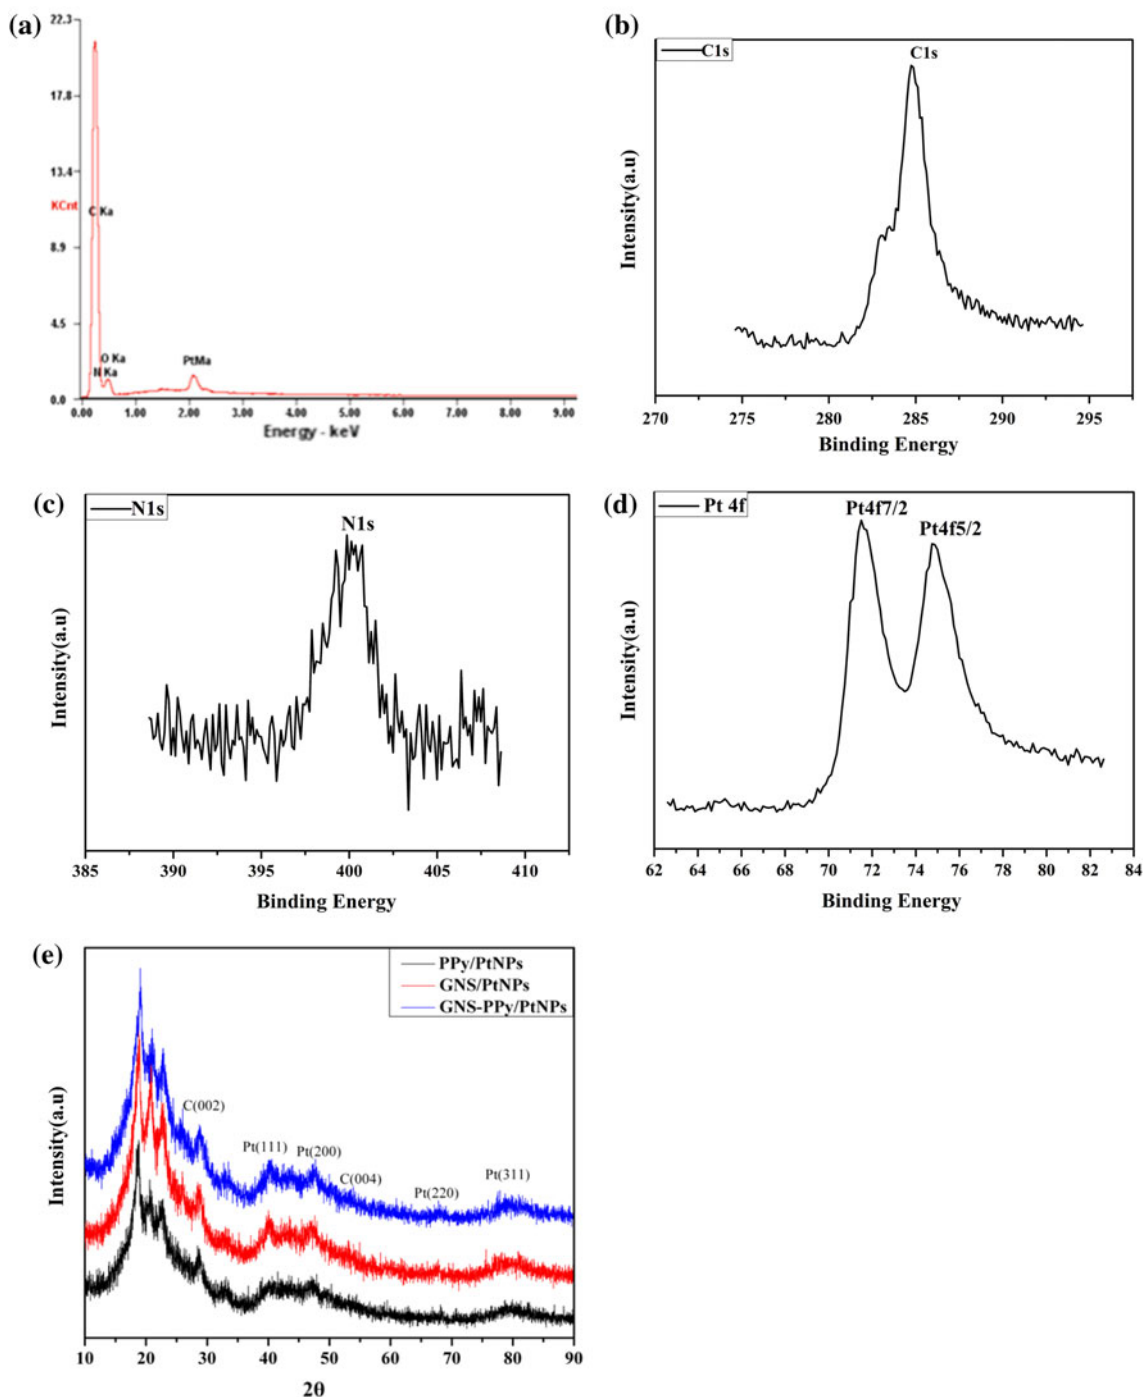 (a)
22.3
17.8
13.4
KCnt
C Ka
8.9
4.5
O Ka
N Ka
PtMa
0.0
0.00 1.00 2.00 3.00 4.00 5.00 6.00 7.00 8.00 9.00
Energy - keV
(b)
C1s
C1s
Intensity(a.u)
270 275 280 285 290 295
Binding Energy
(c)
N1s
N1s
Intensity(a.u)
385 390 395 400 405 410
Binding Energy
(d)
Pt 4f
Pt4f7/2
Pt4f5/2
Intensity(a.u)
62 64 66 68 70 72 74 76 78 80 82 84
Binding Energy
(e)
PPy/PtNPs
GNS/PtNPs
GNS-PPy/PtNPs
C(002)
Pt(111)
Pt(200)
C(004)
Pt(220)
Pt(311)
Intensity(a.u)
10 20 30 40 50 60 70 80 90
2θ